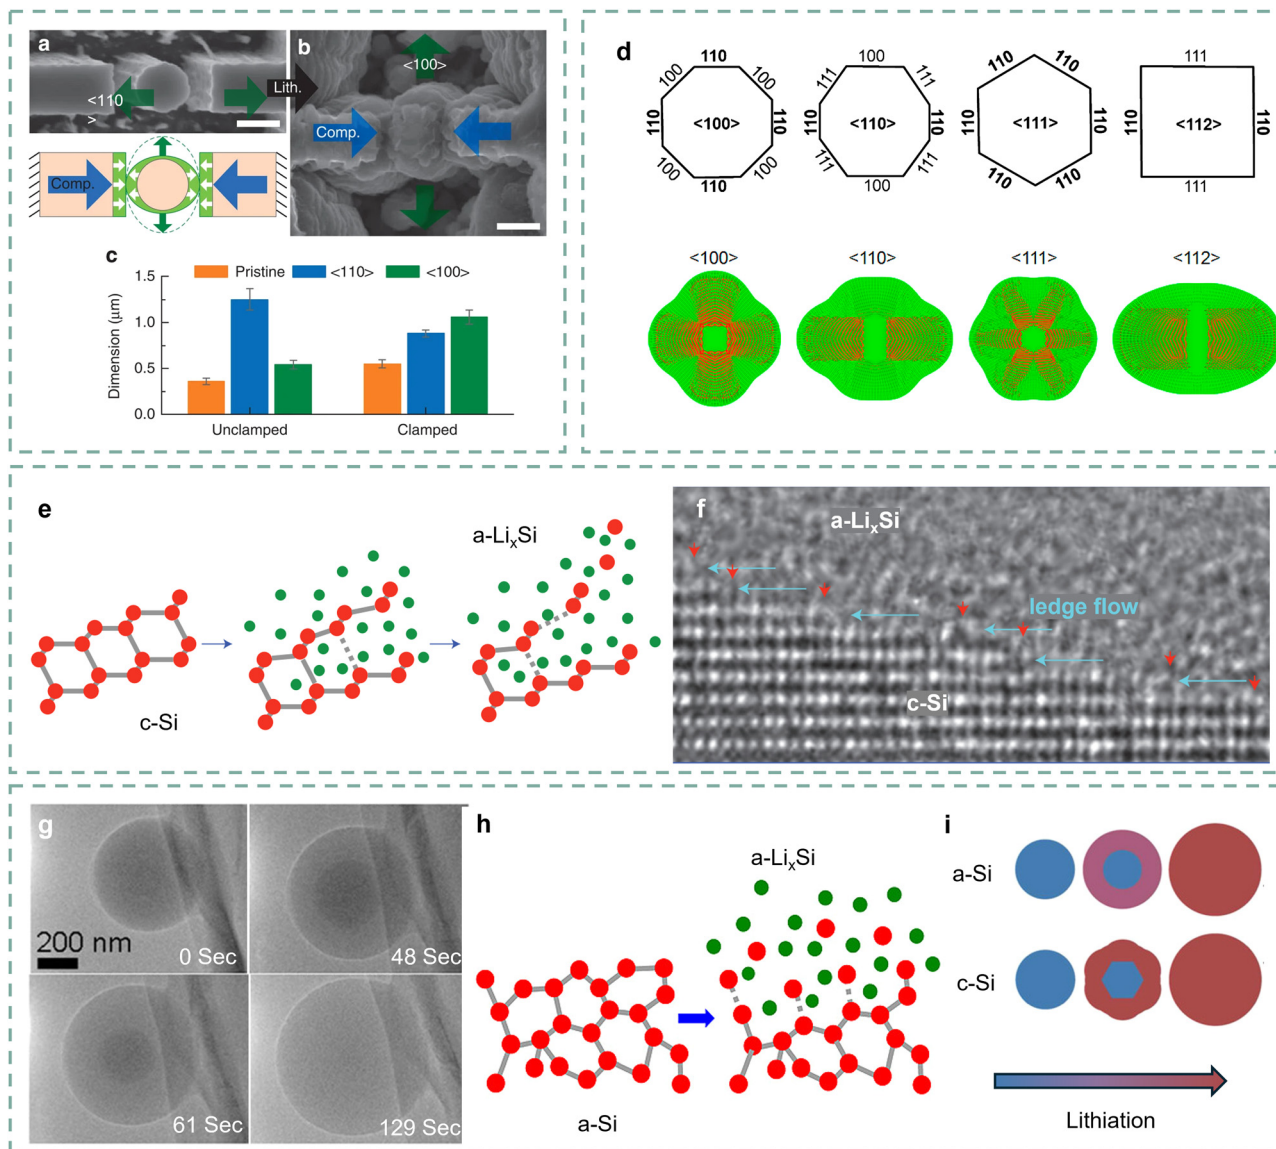 a
<110
>
Lith.
b
<100>
Comp.
Comp.
c
Pristine <110> <100>
Dimension (μm)
1.5
1.0
0.5
0.0
Unclamped Clamped
d
110
100 100
110 <100> 110
100 100
110
100
111 111
110 <110> 110
111 111
100
110 110
110 <111> 110
110 110
111
110 <112> 110
111
<100> <110> <111> <112>
e
c-Si
a-LiₓSi
f
a-LiₓSi
ledge flow
c-Si
g
200 nm
0 Sec
48 Sec
61 Sec
129 Sec
h
a-LiₓSi
a-Si
i
a-Si
c-Si
Lithiation